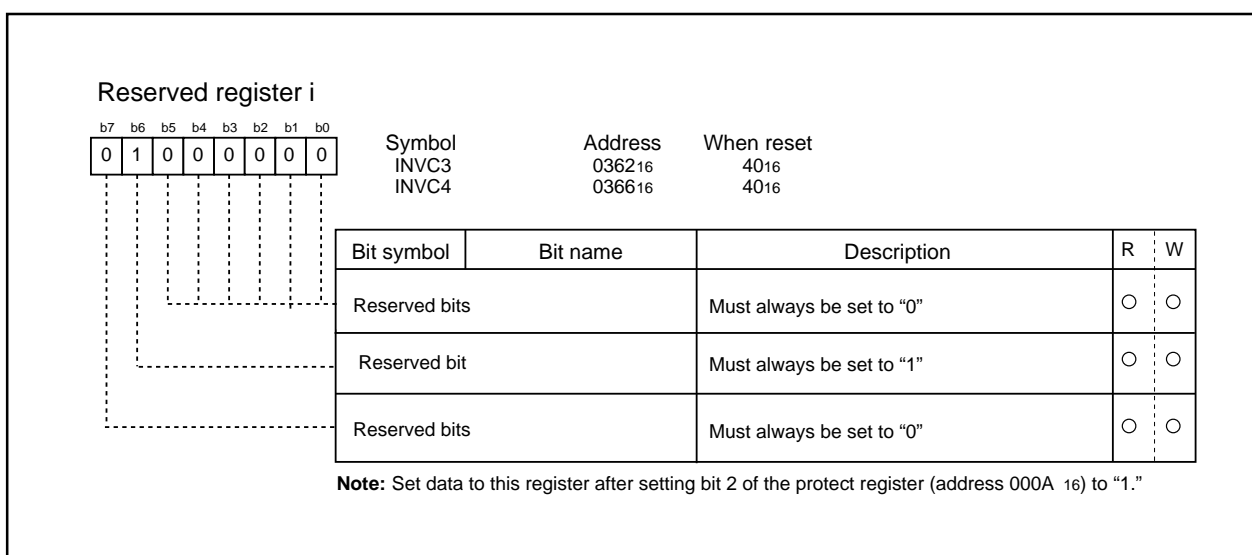 Reserved register i
b7 b6 b5 b4 b3 b2 b1 b0
0 1 0 0 0 0 0 0
Symbol Address When reset
INVC3 036216 4016
INVC4 036616 4016
Bit symbol Bit name Description R W
Reserved bits Must always be set to “0” ○ ○
Reserved bit Must always be set to “1” ○ ○
Reserved bits Must always be set to “0” ○ ○
Note: Set data to this register after setting bit 2 of the protect register (address 000A 16) to “1.”